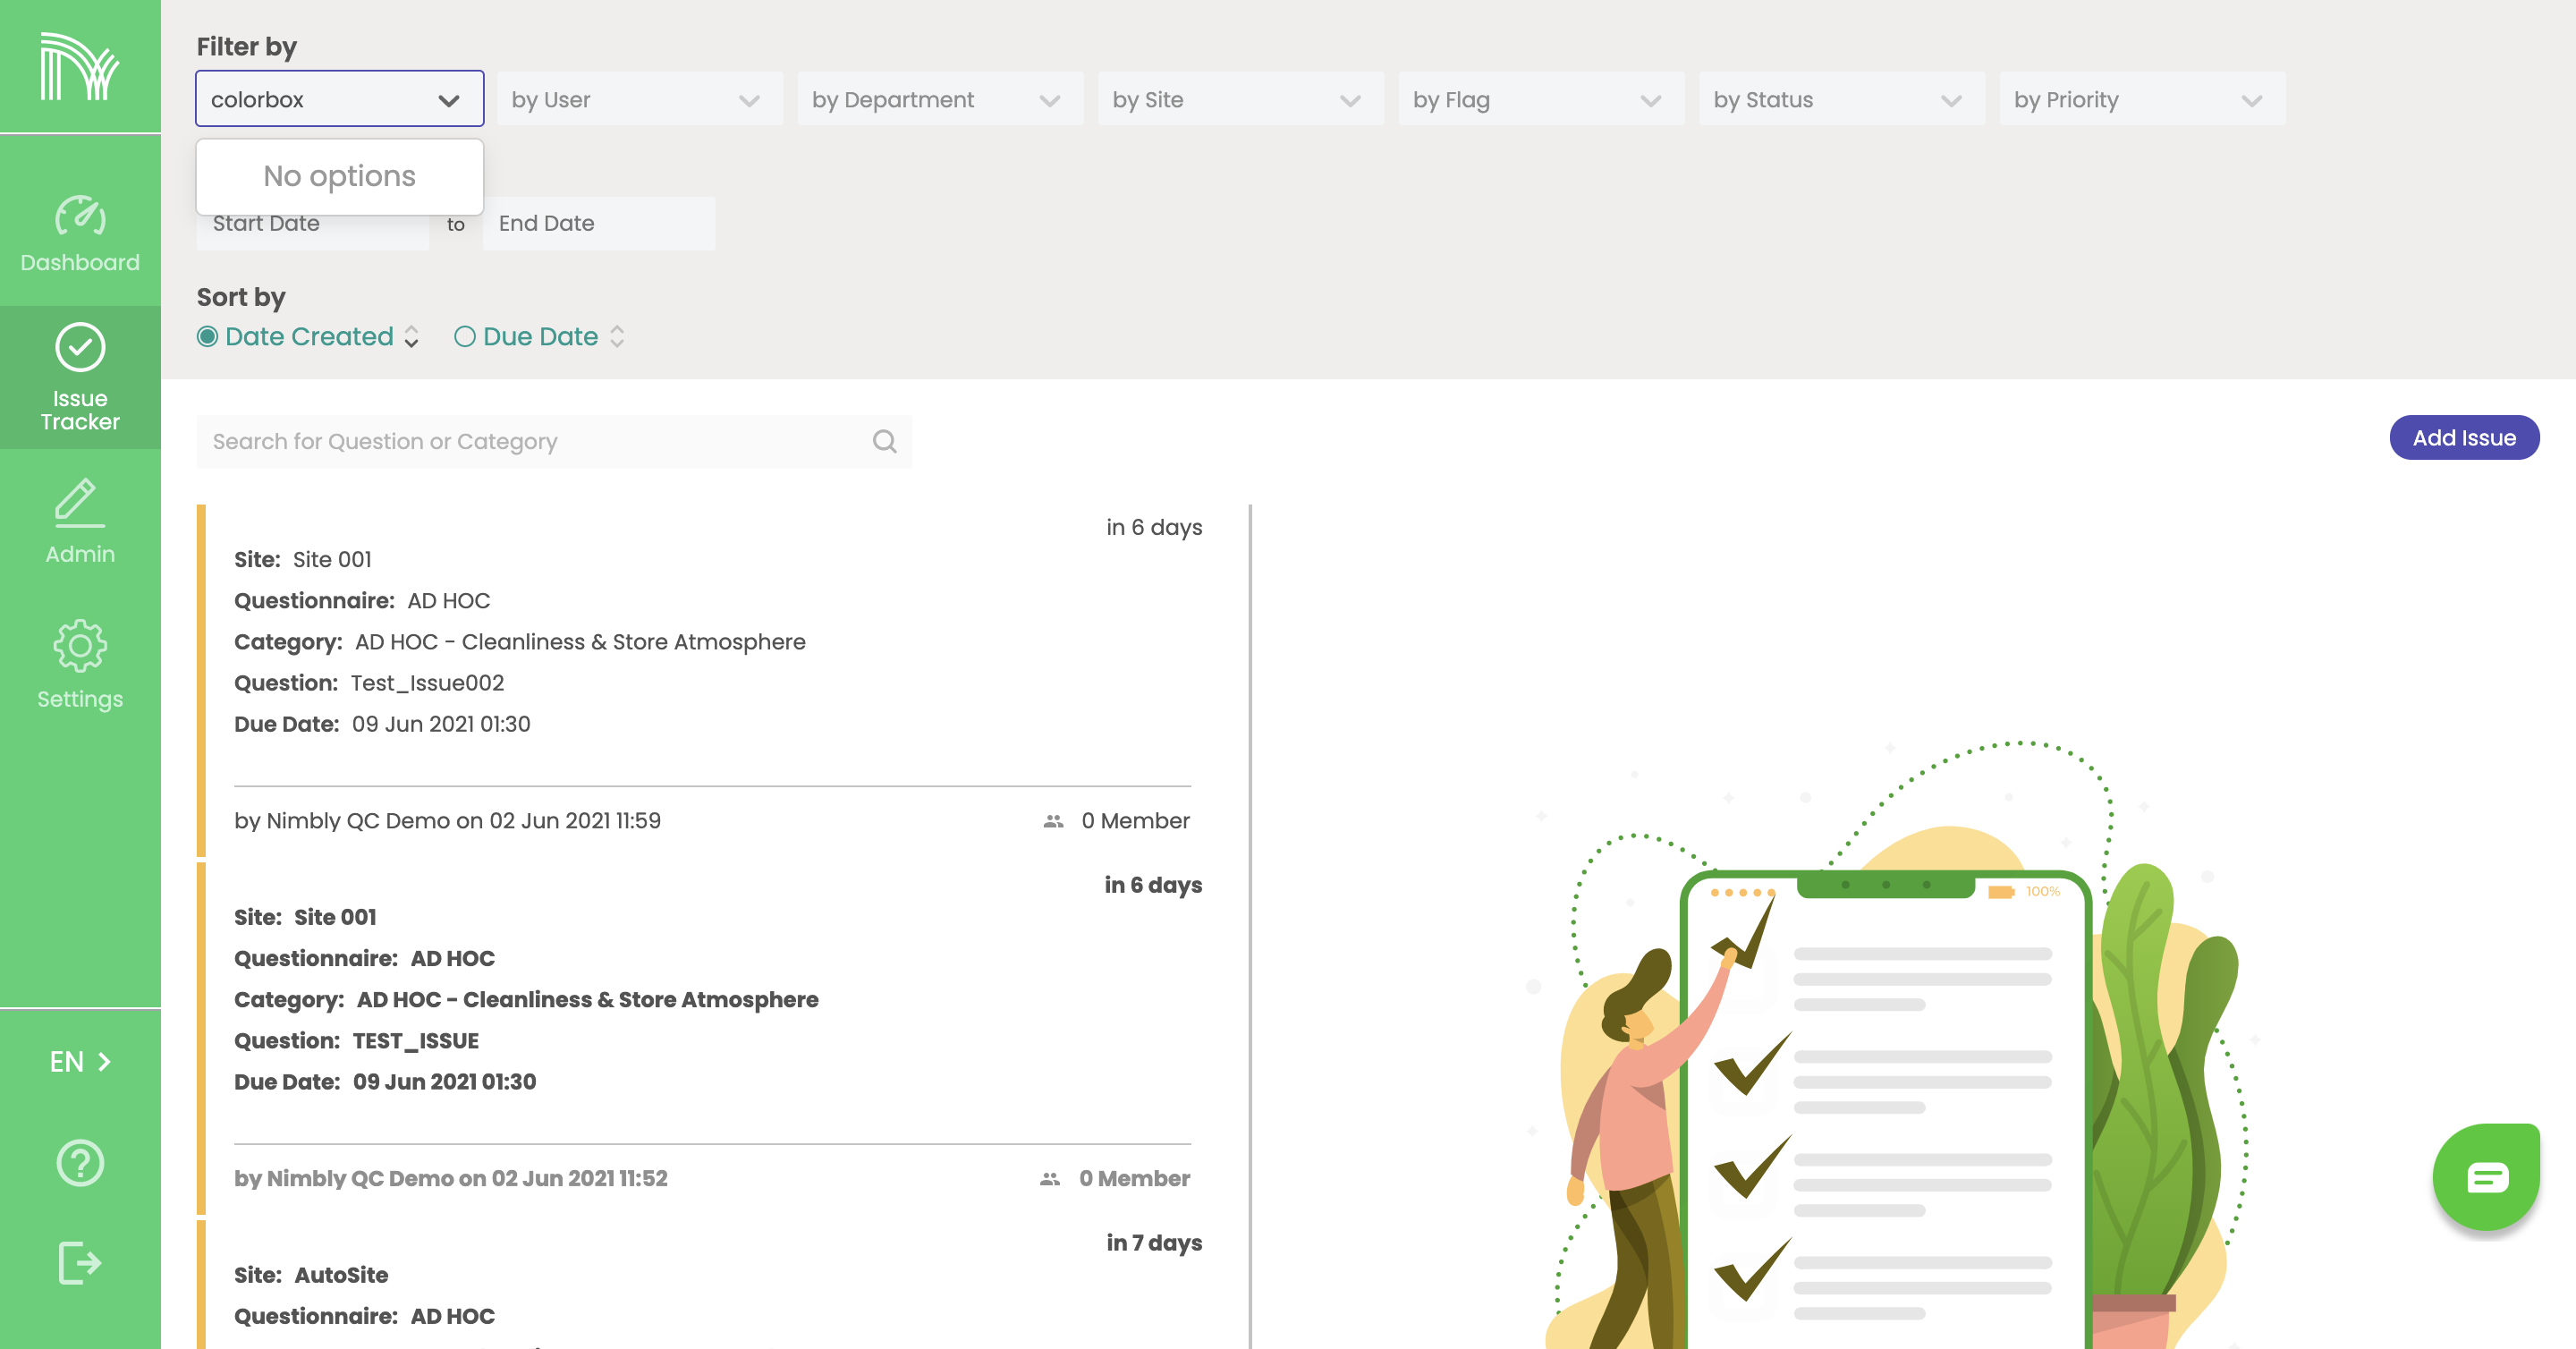 Filter by
colorbox
by User
by Department
by Site
by Flag
by Status
by Priority
No options
Start Date
to
End Date
Sort by
Date Created
Due Date
Dashboard
Issue
Tracker
Admin
Settings
EN
Search for Question or Category
Add Issue
in 6 days
Site: Site 001
Questionnaire: AD HOC
Category: AD HOC - Cleanliness & Store Atmosphere
Question: Test_Issue002
Due Date: 09 Jun 2021 01:30
by Nimbly QC Demo on 02 Jun 2021 11:59
0 Member
in 6 days
Site: Site 001
Questionnaire: AD HOC
Category: AD HOC - Cleanliness & Store Atmosphere
Question: TEST_ISSUE
Due Date: 09 Jun 2021 01:30
by Nimbly QC Demo on 02 Jun 2021 11:52
0 Member
in 7 days
Site: AutoSite
Questionnaire: AD HOC
100%